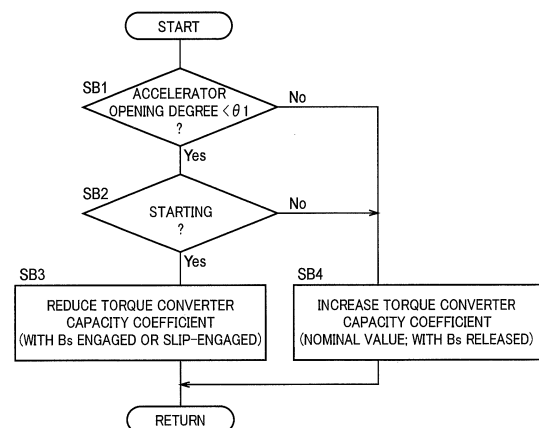 START
SB1
ACCELERATOR
OPENING DEGREE < θ1
?
No
Yes
SB2
STARTING
?
No
Yes
SB3
REDUCE TORQUE CONVERTER
CAPACITY COEFFICIENT
(WITH Bs ENGAGED OR SLIP-ENGAGED)
SB4
INCREASE TORQUE CONVERTER
CAPACITY COEFFICIENT
(NOMINAL VALUE; WITH Bs RELEASED)
RETURN